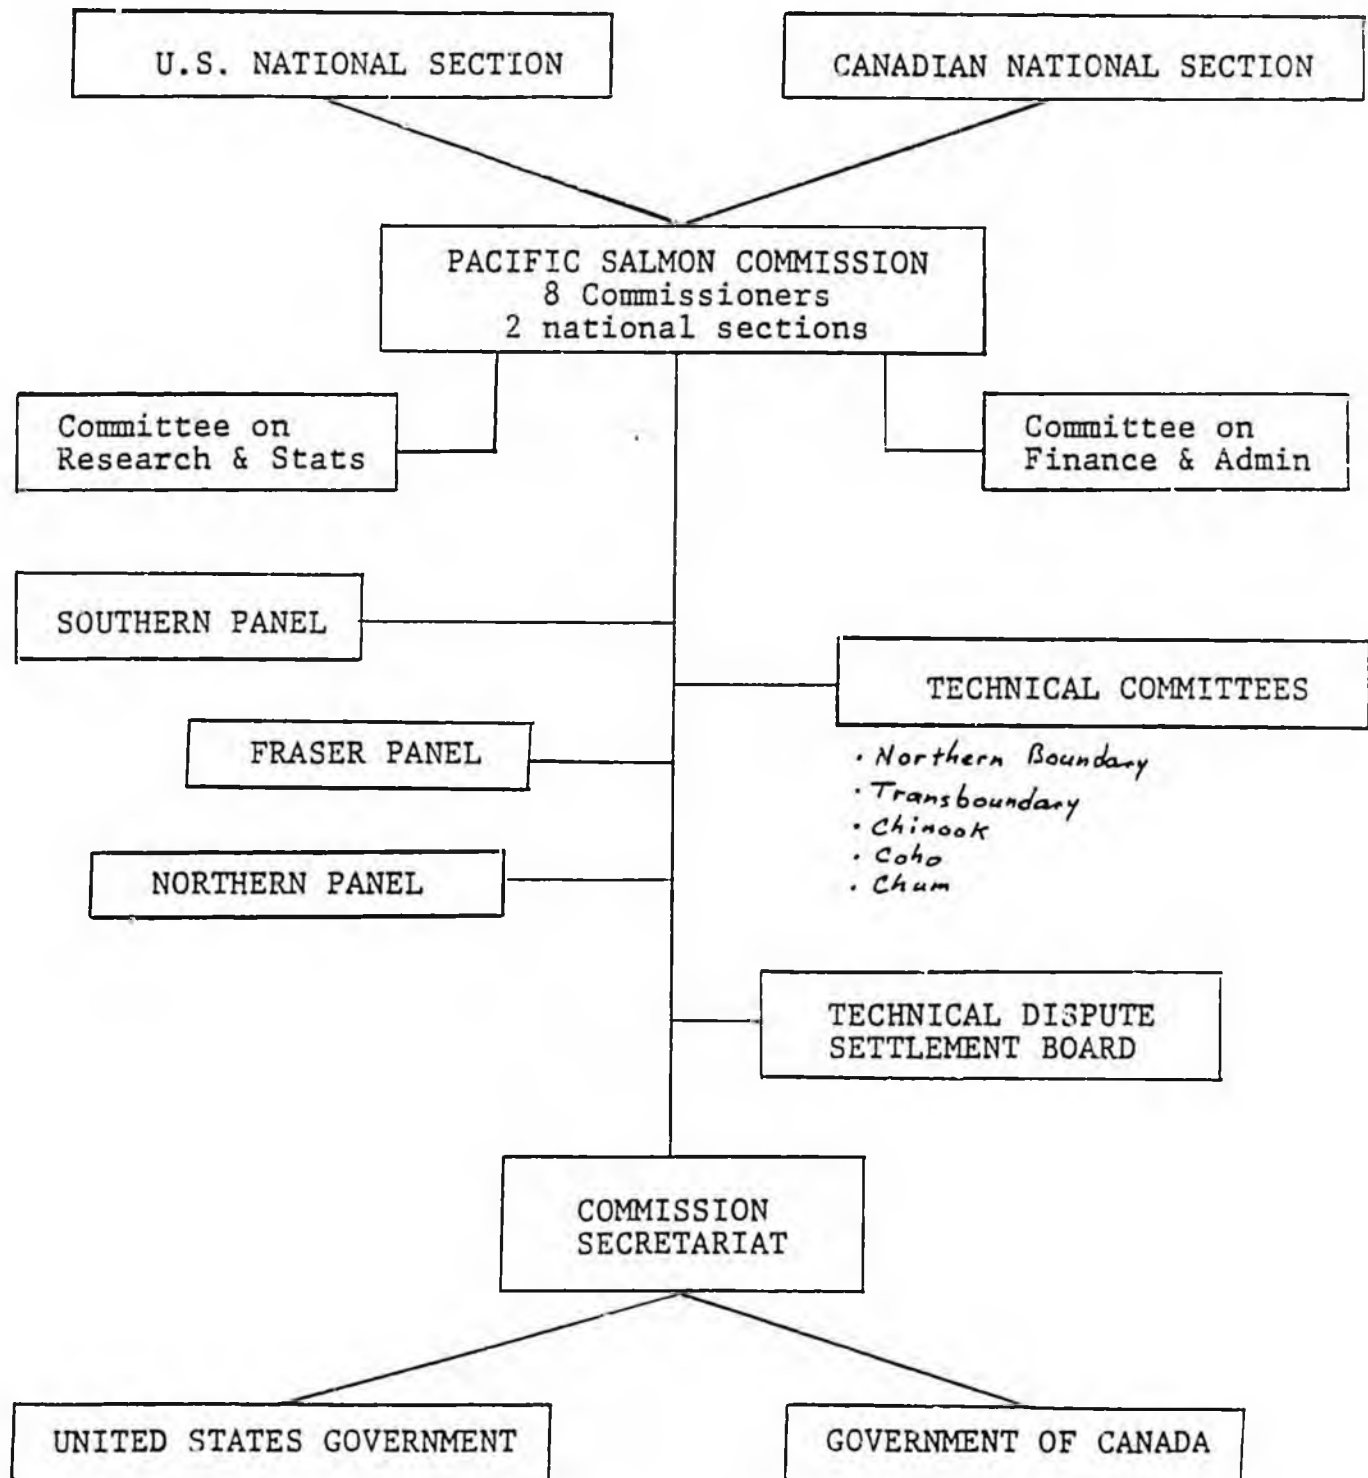 U.S. NATIONAL SECTION
CANADIAN NATIONAL SECTION
PACIFIC SALMON COMMISSION
8 Commissioners
2 national sections
Committee on
Research & Stats
Committee on
Finance & Admin
SOUTHERN PANEL
TECHNICAL COMMITTEES
· Northern Boundary
· Transboundary
· Chinook
· Coho
· Chum
FRASER PANEL
NORTHERN PANEL
TECHNICAL DISPUTE
SETTLEMENT BOARD
COMMISSION
SECRETARIAT
UNITED STATES GOVERNMENT
GOVERNMENT OF CANADA